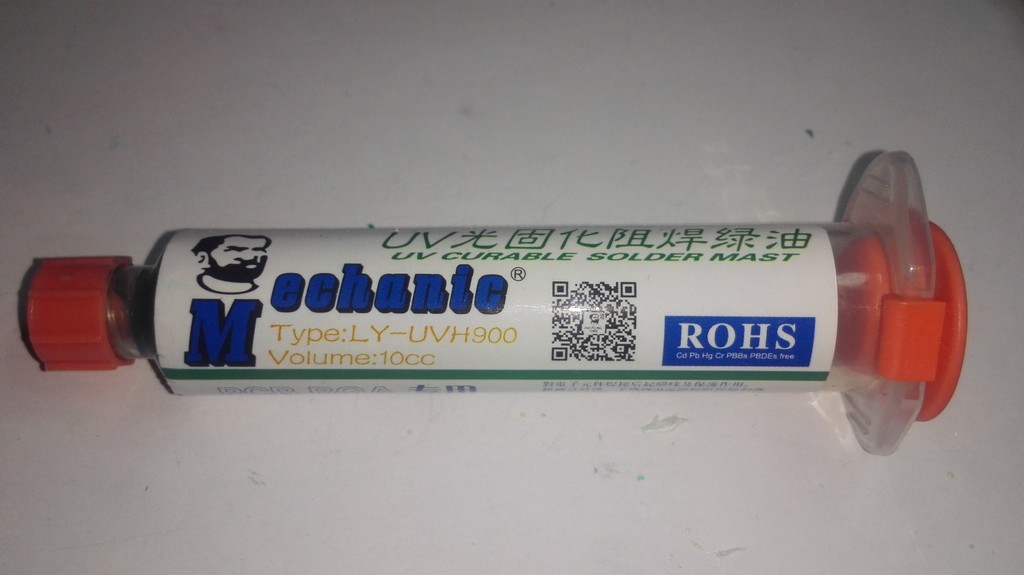 UV光固化阻焊绿油
UV CURABLE SOLDER MAST
Mechanic®
Type:LY-UVH900
Volume:10cc
ROHS
Cd Pb Hg Cr PBBs PBDEs free